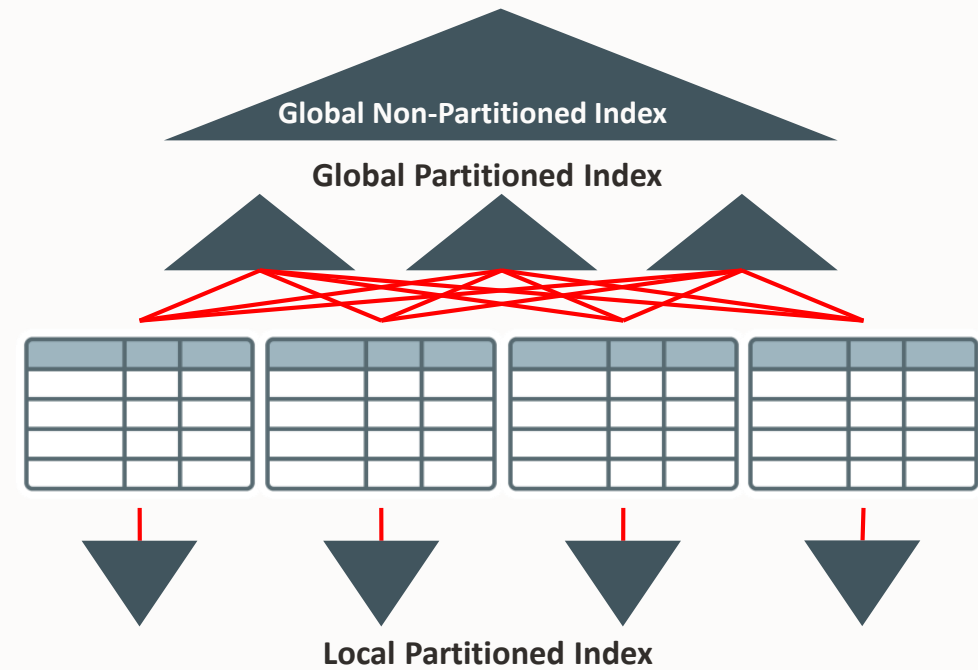 Global Non-Partitioned Index
Global Partitioned Index
Local Partitioned Index